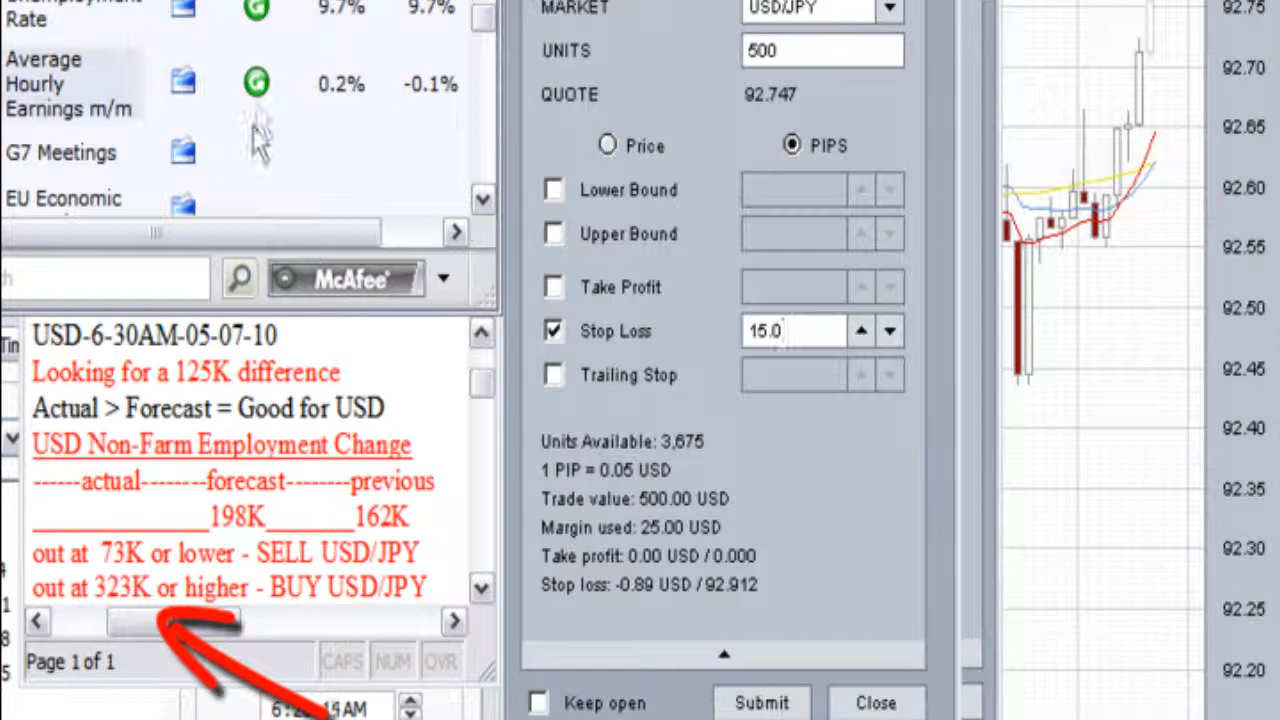 Rate
9.7%
9.7%
Average
Hourly
Earnings m/m
G
0.2%
-0.1%
G7 Meetings
EU Economic
McAfee
USD-6-30AM-05-07-10
Looking for a 125K difference
Actual > Forecast = Good for USD
USD Non-Farm Employment Change
------actual--------forecast--------previous
_____________198K_______162K
out at 73K or lower - SELL USD/JPY
out at 323K or higher - BUY USD/JPY
Page 1 of 1
CAPS
NUM
OVR
MARKET
USD/JPY
UNITS
500
QUOTE
92.747
Price
PIPS
Lower Bound
Upper Bound
Take Profit
Stop Loss
15.0
Trailing Stop
Units Available: 3,675
1 PIP = 0.05 USD
Trade value: 500.00 USD
Margin used: 25.00 USD
Take profit: 0.00 USD / 0.000
Stop loss: -0.89 USD / 92.912
Keep open
Submit
Close
92.75
92.70
92.65
92.60
92.55
92.50
92.45
92.40
92.35
92.30
92.25
92.20